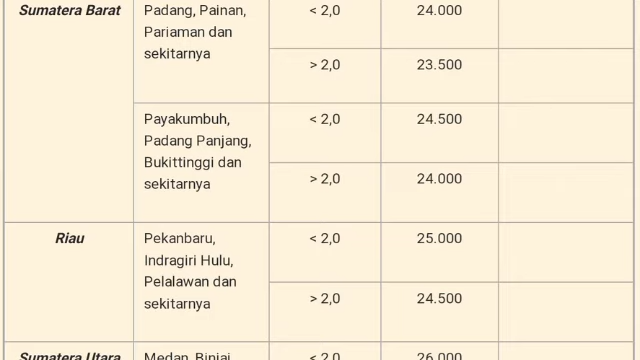 Sumatera Barat
Padang, Painan,
Pariaman dan
sekitarnya
< 2,0
24.000
> 2,0
23.500
Payakumbuh,
Padang Panjang,
Bukittinggi dan
sekitarnya
< 2,0
24.500
> 2,0
24.000
Riau
Pekanbaru,
Indragiri Hulu,
Pelalawan dan
sekitarnya
< 2,0
25.000
> 2,0
24.500
Sumatera Utara
Medan, Binjai,
< 2,0
26.000